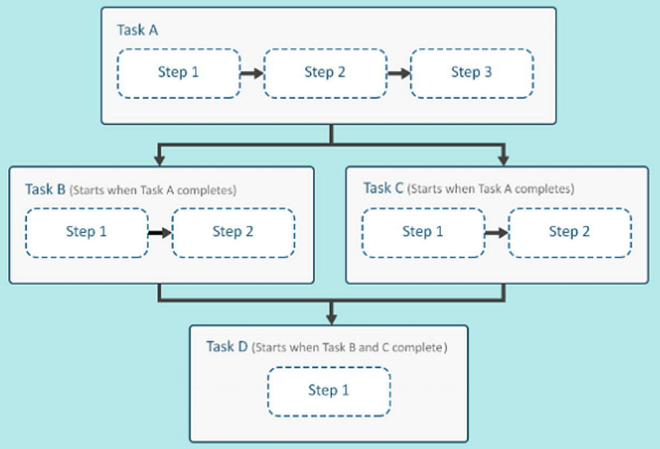 Task A
Step 1
Step 2
Step 3
Task B (Starts when Task A completes)
Step 1
Step 2
Task C (Starts when Task A completes)
Step 1
Step 2
Task D (Starts when Task B and C complete)
Step 1